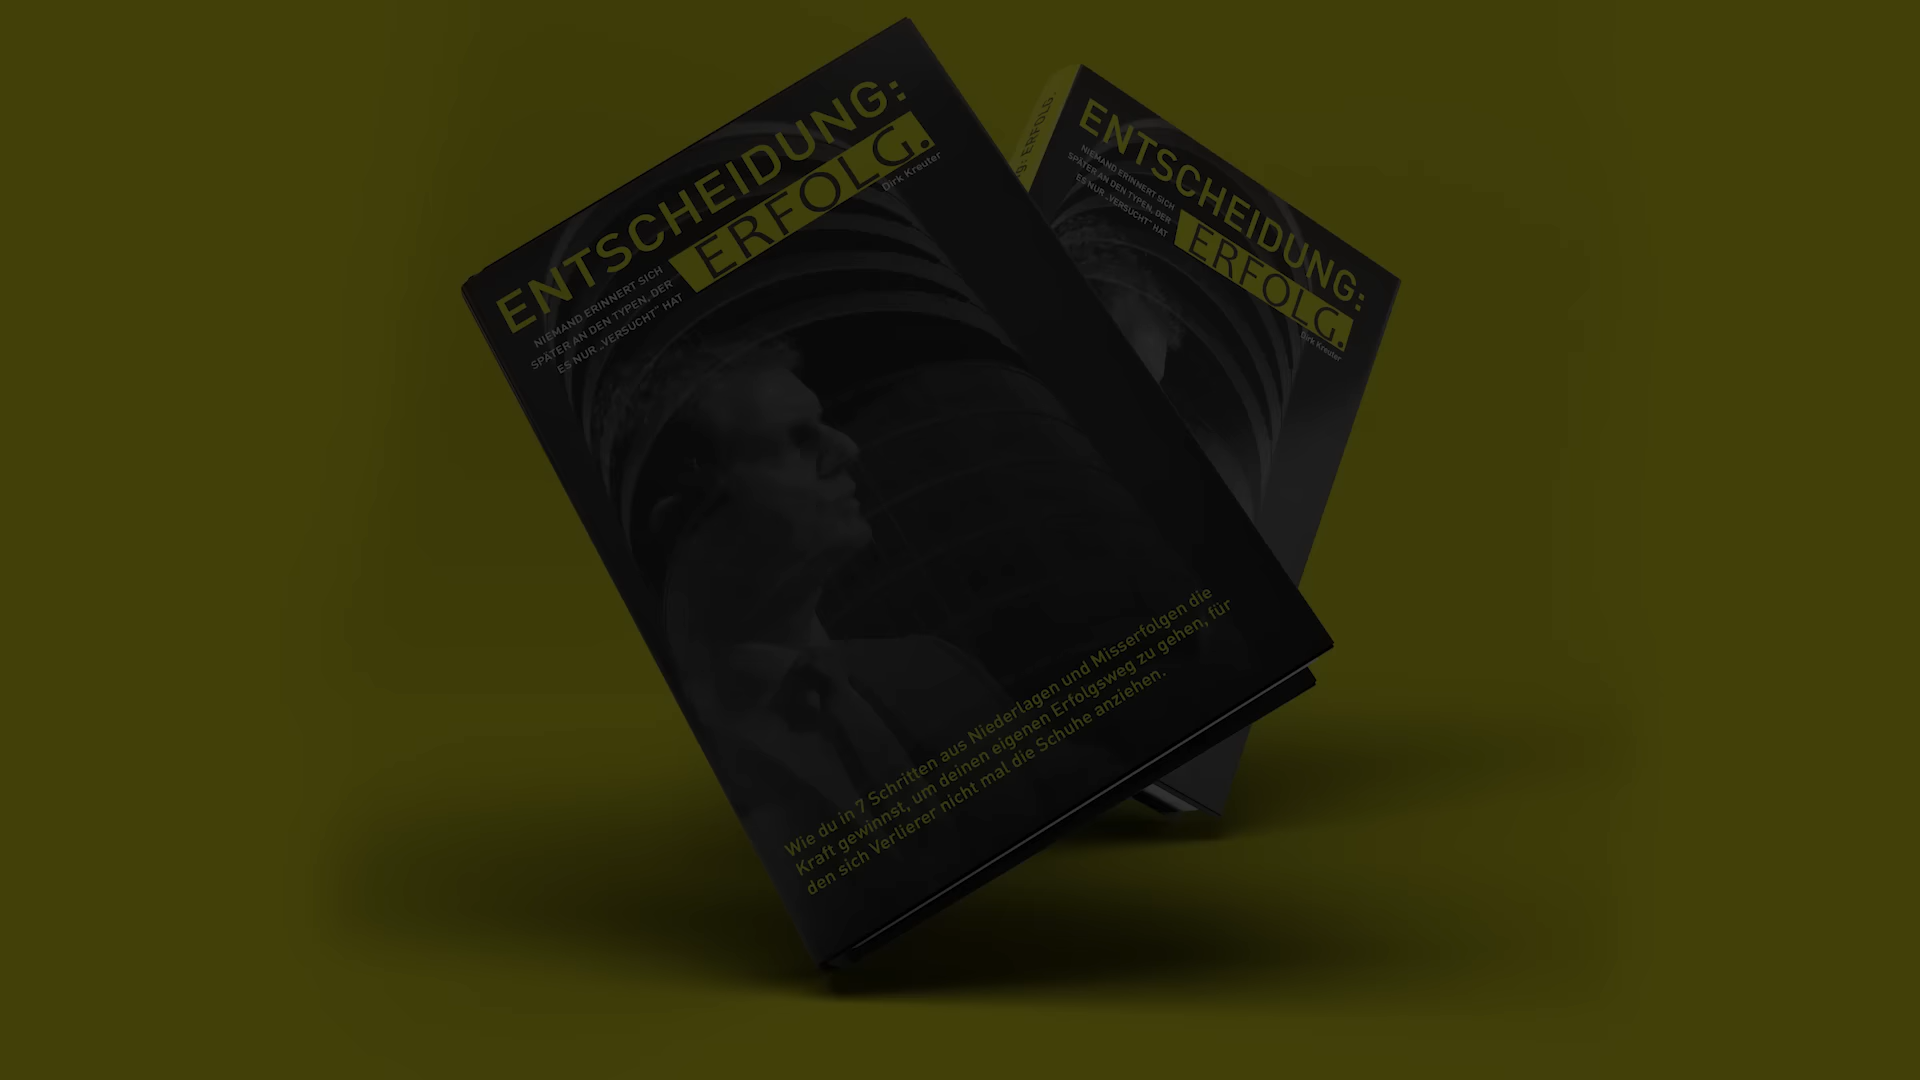 ENTSCHEIDUNG:
ERFOLG.
Dirk Kreuter
NIEMAND ERINNERT SICH
SPÄTER AN DEN TYPEN, DER
ES NUR „VERSUCHT“ HAT
Wie du in 7 Schritten aus Niederlagen und Misserfolgen die
Kraft gewinnst, um deinen eigenen Erfolgsweg zu gehen, für
den sich Verlierer nicht mal die Schuhe anziehen.
ERFOLG.
ENTSCHEIDUNG:
NIEMAND ERINNERT SICH
SPÄTER AN DEN TYPEN, DER
ES NUR „VERSUCHT“ HAT
ERFOLG.
Dirk Kreuter